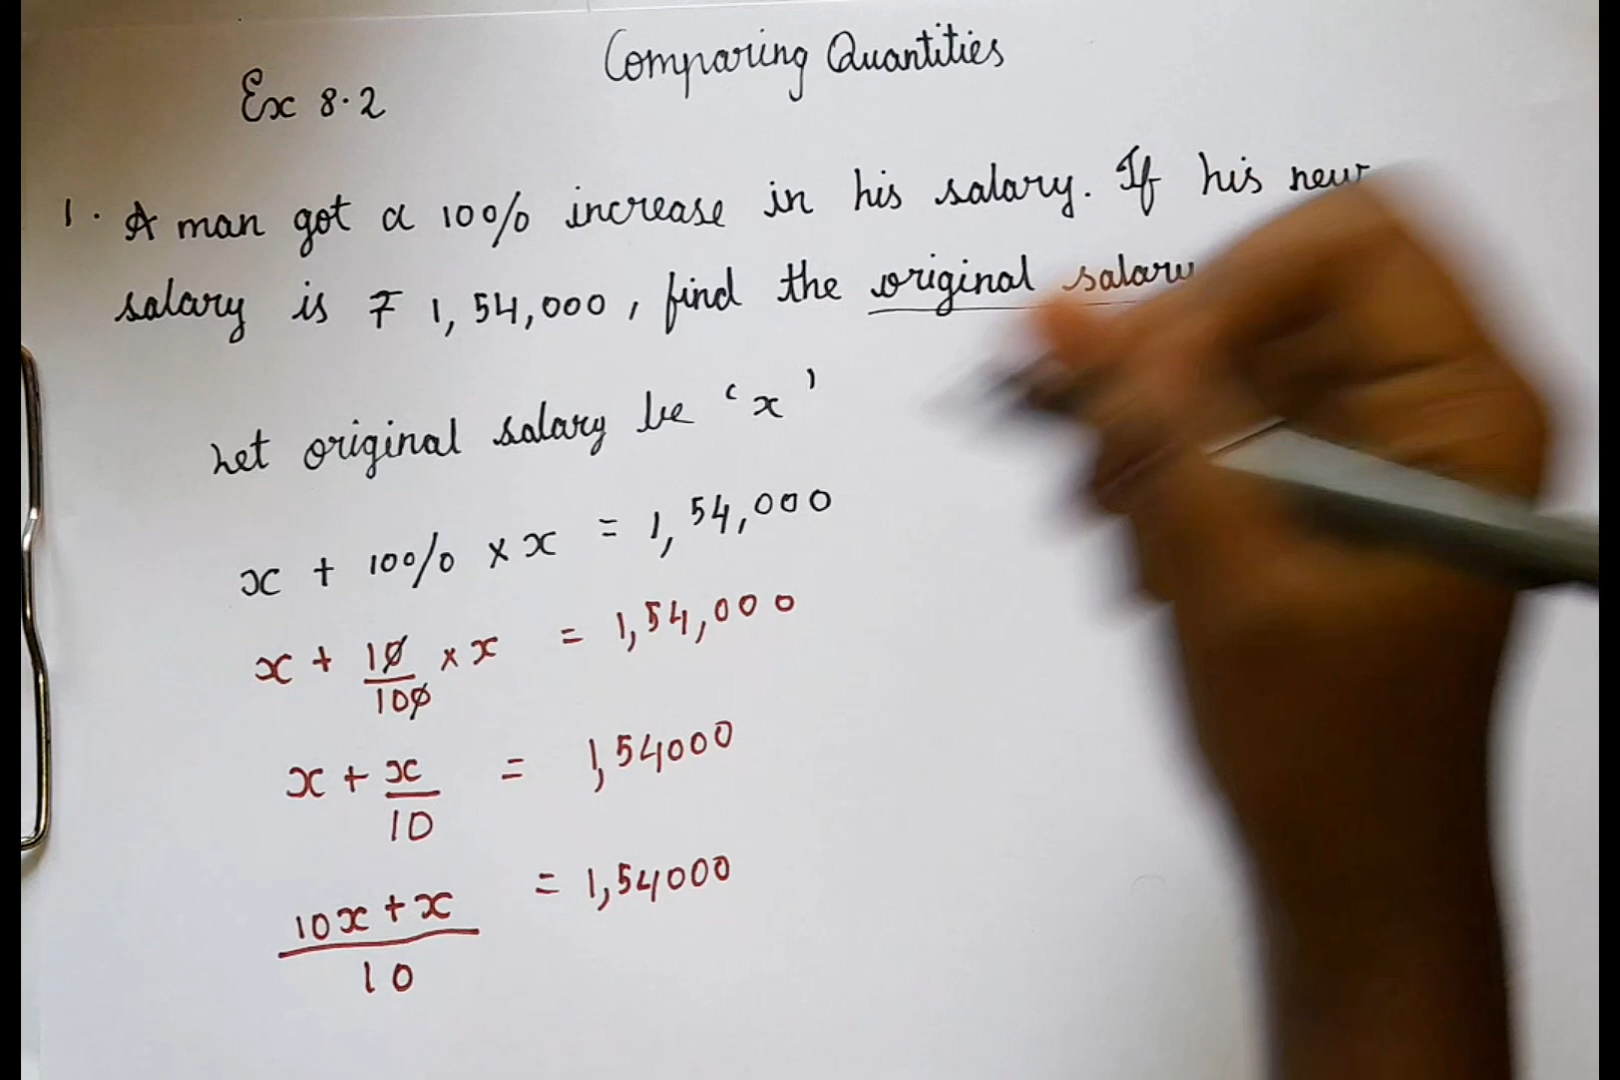 Comparing Quantities
Ex 8.2
1. A man got a 10% increase in his salary. If his new
salary is ₹ 1,54,000, find the original salary
Let original salary be 'x'
x + 10% × x = 1,54,000
x + 10/100 × x = 1,54,000
x + x/10 = 1,54000
10x + x / 10 = 1,54000